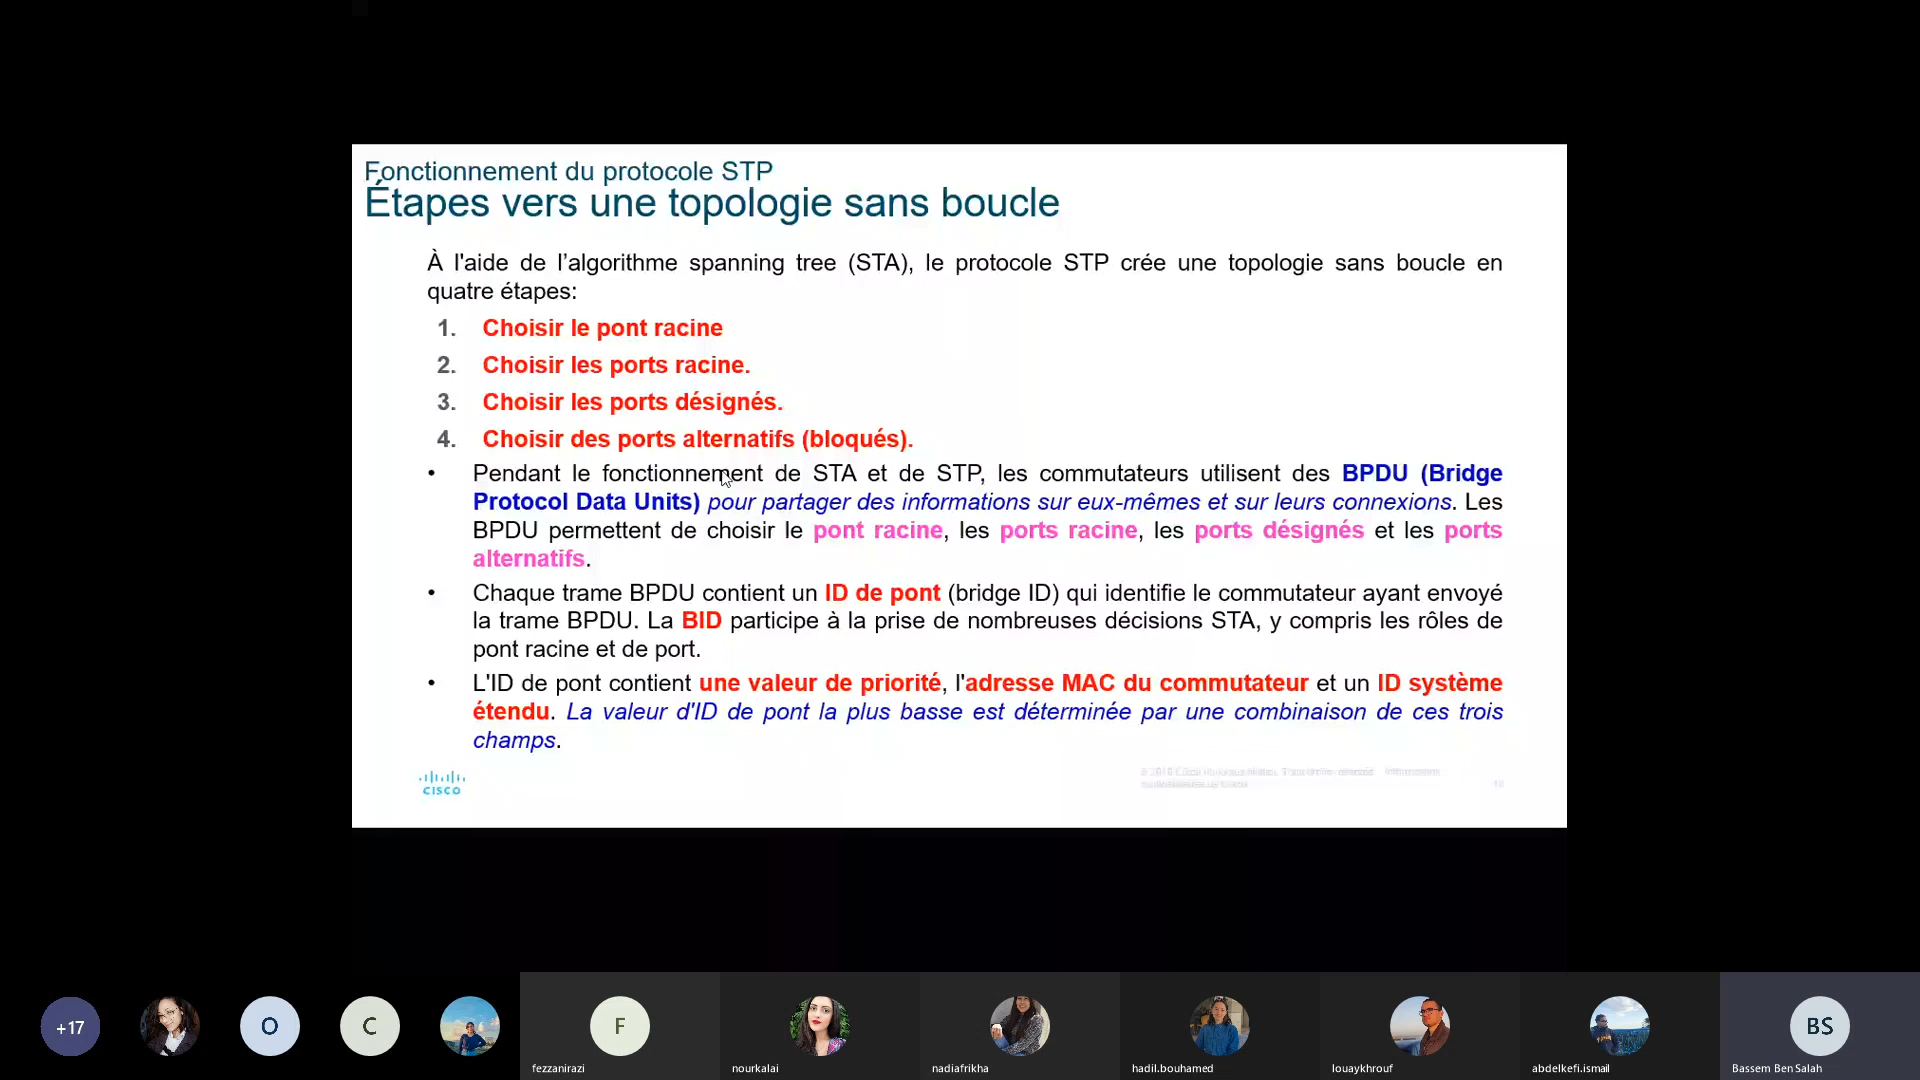 Fonctionnement du protocole STP
Étapes vers une topologie sans boucle
À l'aide de l’algorithme spanning tree (STA), le protocole STP crée une topologie sans boucle en
quatre étapes:
1. Choisir le pont racine
2. Choisir les ports racine.
3. Choisir les ports désignés.
4. Choisir des ports alternatifs (bloqués).
• Pendant le fonctionnement de STA et de STP, les commutateurs utilisent des BPDU (Bridge
Protocol Data Units) pour partager des informations sur eux-mêmes et sur leurs connexions. Les
BPDU permettent de choisir le pont racine, les ports racine, les ports désignés et les ports
alternatifs.
• Chaque trame BPDU contient un ID de pont (bridge ID) qui identifie le commutateur ayant envoyé
la trame BPDU. La BID participe à la prise de nombreuses décisions STA, y compris les rôles de
pont racine et de port.
• L'ID de pont contient une valeur de priorité, l'adresse MAC du commutateur et un ID système
étendu. La valeur d'ID de pont la plus basse est déterminée par une combinaison de ces trois
champs.
CISCO
+17
O
C
F
BS
fezzanirazi
nourkalai
nadiafrikha
hadil.bouhamed
louaykhrouf
abdelkefi.ismail
Bassem Ben Salah